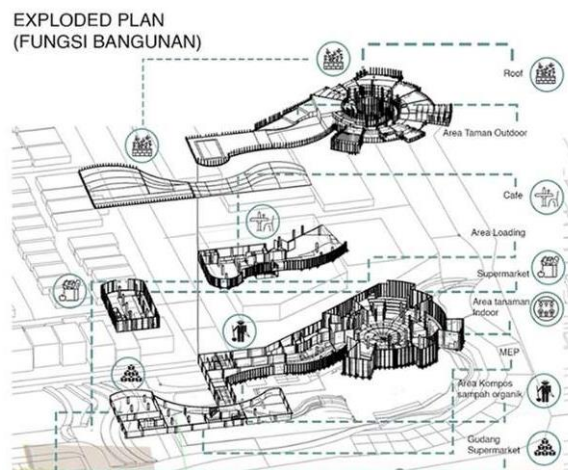 EXPLODED PLAN
(FUNGSI BANGUNAN)
Roof
Area Taman Outdoor
Cafe
Area Loading
Supermarket
Area tanaman
Indoor
MEP
Area Kompos
sampah organik
Gudang
Supermarket